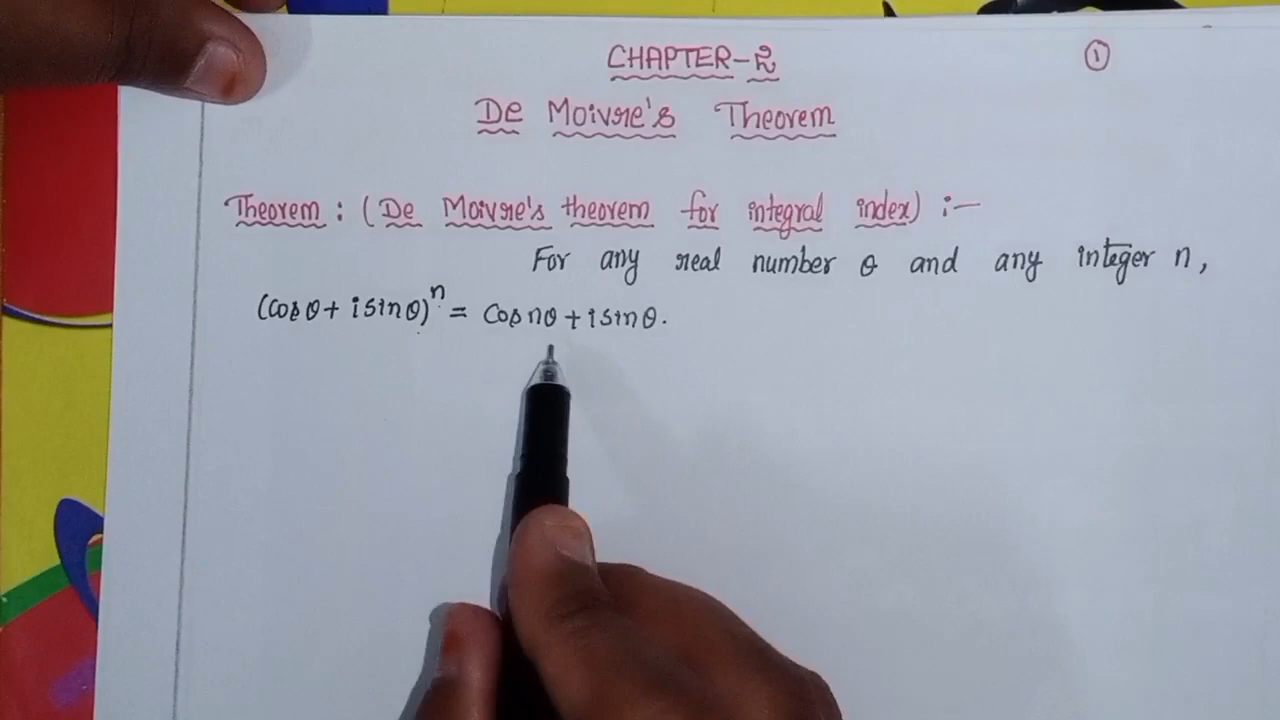 CHAPTER-2
①
De Moivre's Theorem
Theorem : (De Moivre's theorem for integral index) :-
For any real number θ and any integer n,
(cosθ + isinθ)ⁿ = cosnθ + isinθ.